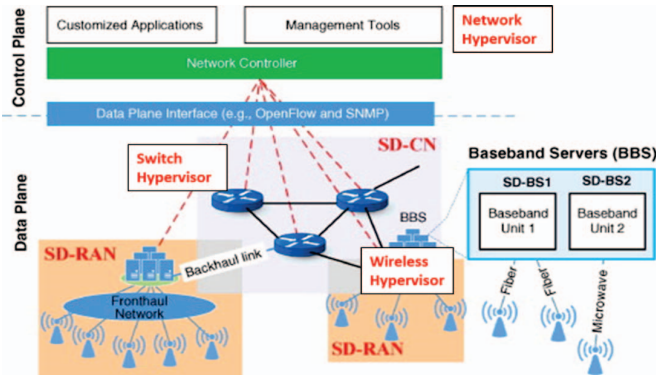 Control Plane
Customized Applications
Management Tools
Network
Hypervisor
Network Controller
Data Plane Interface (e.g., OpenFlow and SNMP)
Data Plane
Switch
Hypervisor
SD-CN
Baseband Servers (BBS)
SD-BS1
SD-BS2
Baseband
Unit 1
Baseband
Unit 2
BBS
SD-RAN
Backhaul link
Wireless
Hypervisor
Fronthaul
Network
SD-RAN
Fiber
Fiber
Microwave